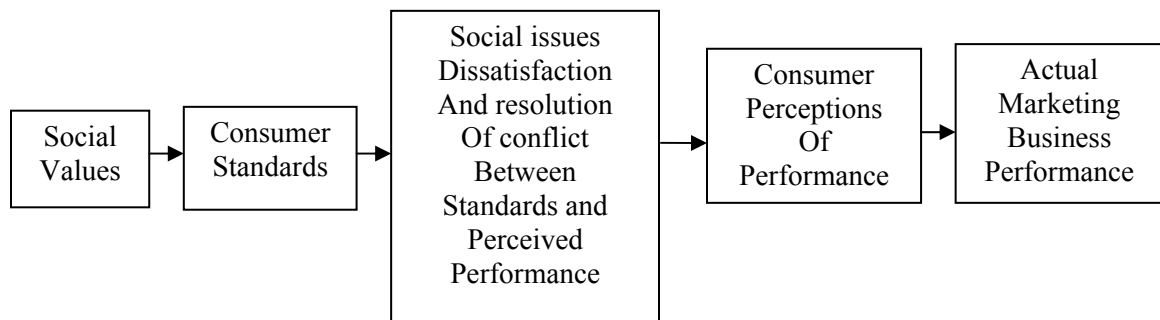 Social
Values
Consumer
Standards
Social issues
Dissatisfaction
And resolution
Of conflict
Between
Standards and
Perceived
Performance
Consumer
Perceptions
Of
Performance
Actual
Marketing
Business
Performance